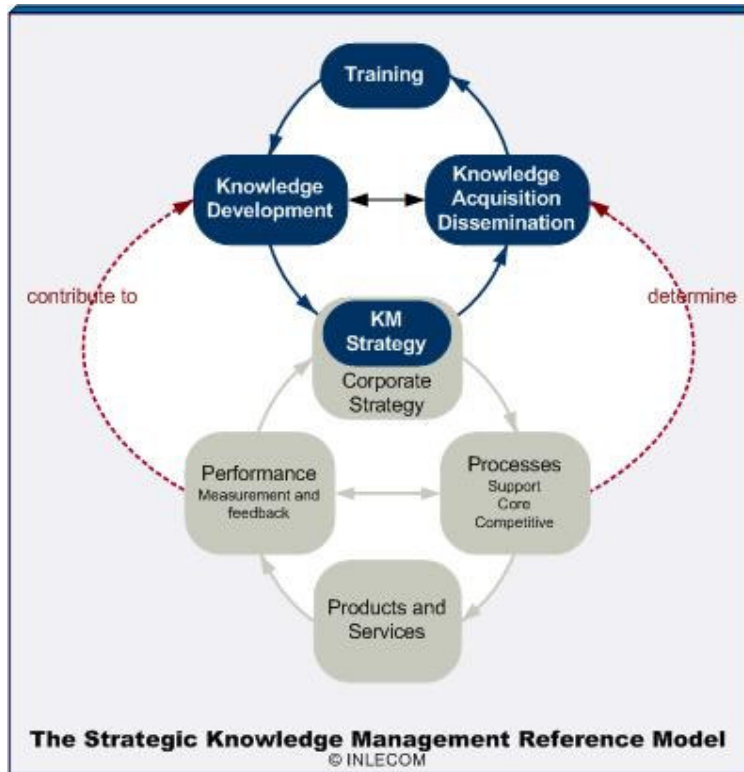 Training
Knowledge
Development
Knowledge
Acquisition
Dissemination
contribute to
determine
KM
Strategy
Corporate
Strategy
Performance
Measurement and
feedback
Processes
Support
Core
Competitive
Products and
Services
The Strategic Knowledge Management Reference Model
© INLECOM